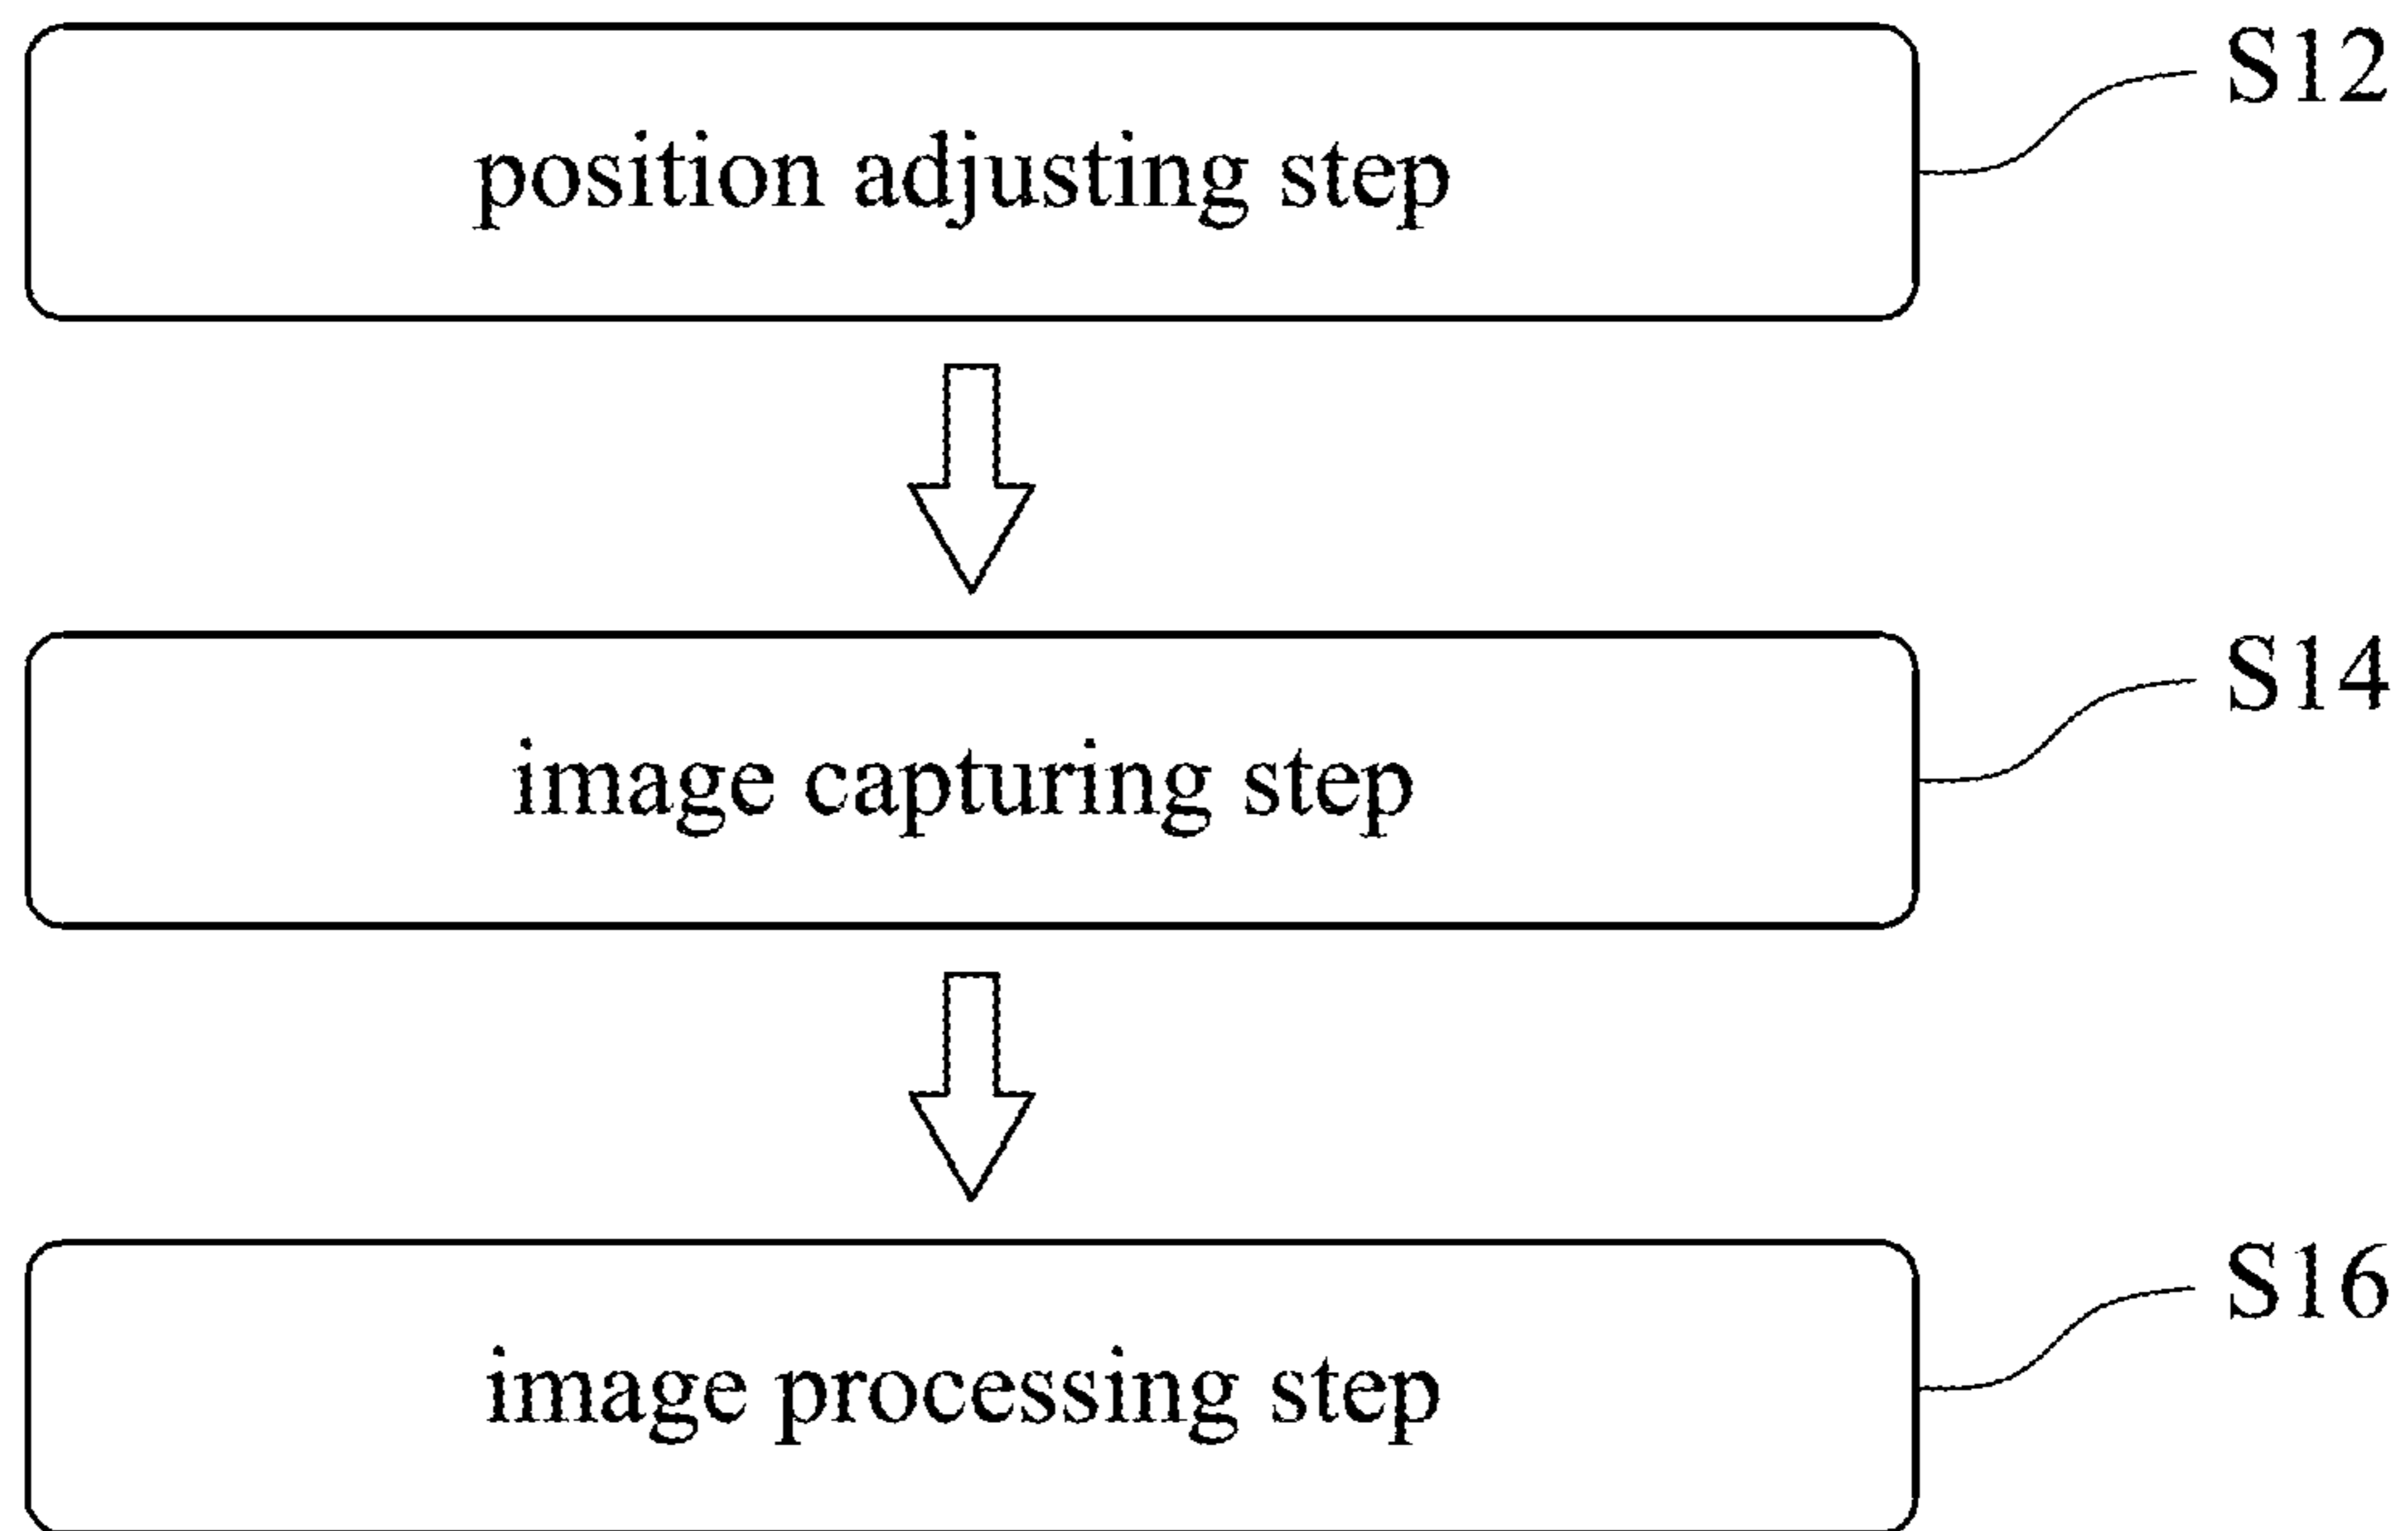 position adjusting step
S12
image capturing step
S14
image processing step
S16